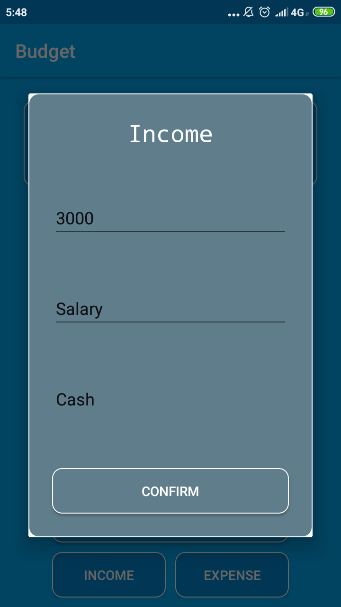 5:48 ... 4G 96
Budget
Income
3000
Salary
Cash
CONFIRM
INCOME EXPENSE